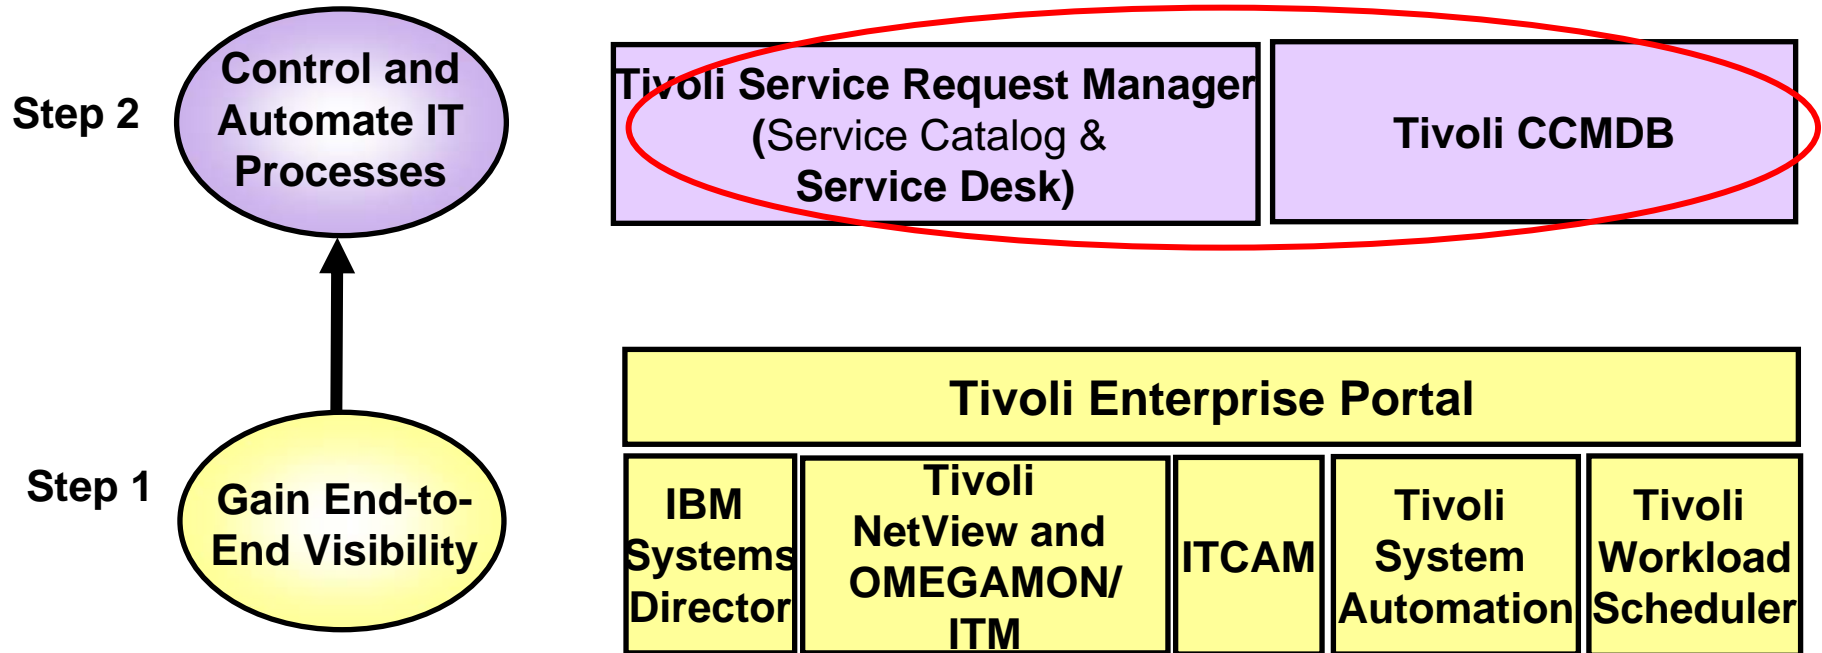 Step 2
Control and
Automate IT
Processes
Tivoli Service Request Manager
(Service Catalog &
Service Desk)
Tivoli CCMDB
Tivoli Enterprise Portal
Step 1
Gain End-to-
End Visibility
IBM
Systems
Director
Tivoli
NetView and
OMEGAMON/
ITM
ITCAM
Tivoli
System
Automation
Tivoli
Workload
Scheduler